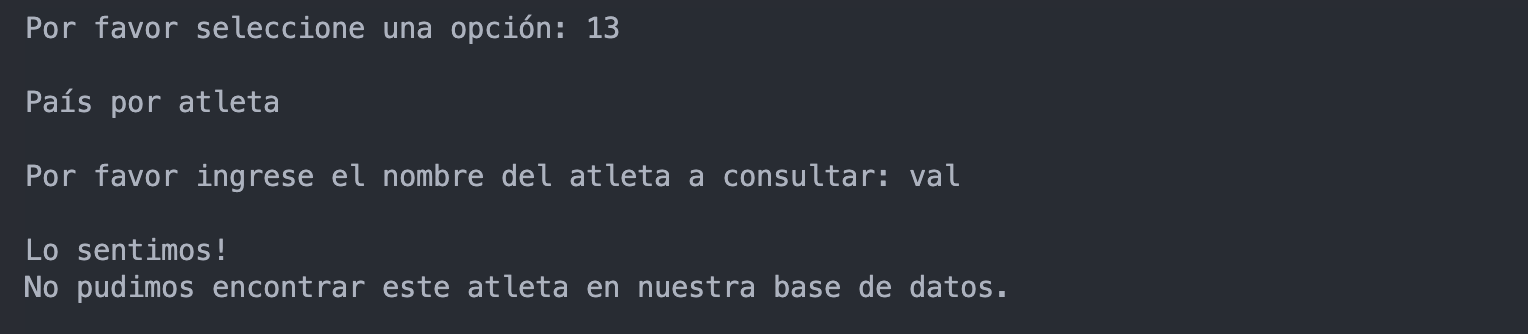 Por favor seleccione una opción: 13
País por atleta
Por favor ingrese el nombre del atleta a consultar: val
Lo sentimos!
No pudimos encontrar este atleta en nuestra base de datos.